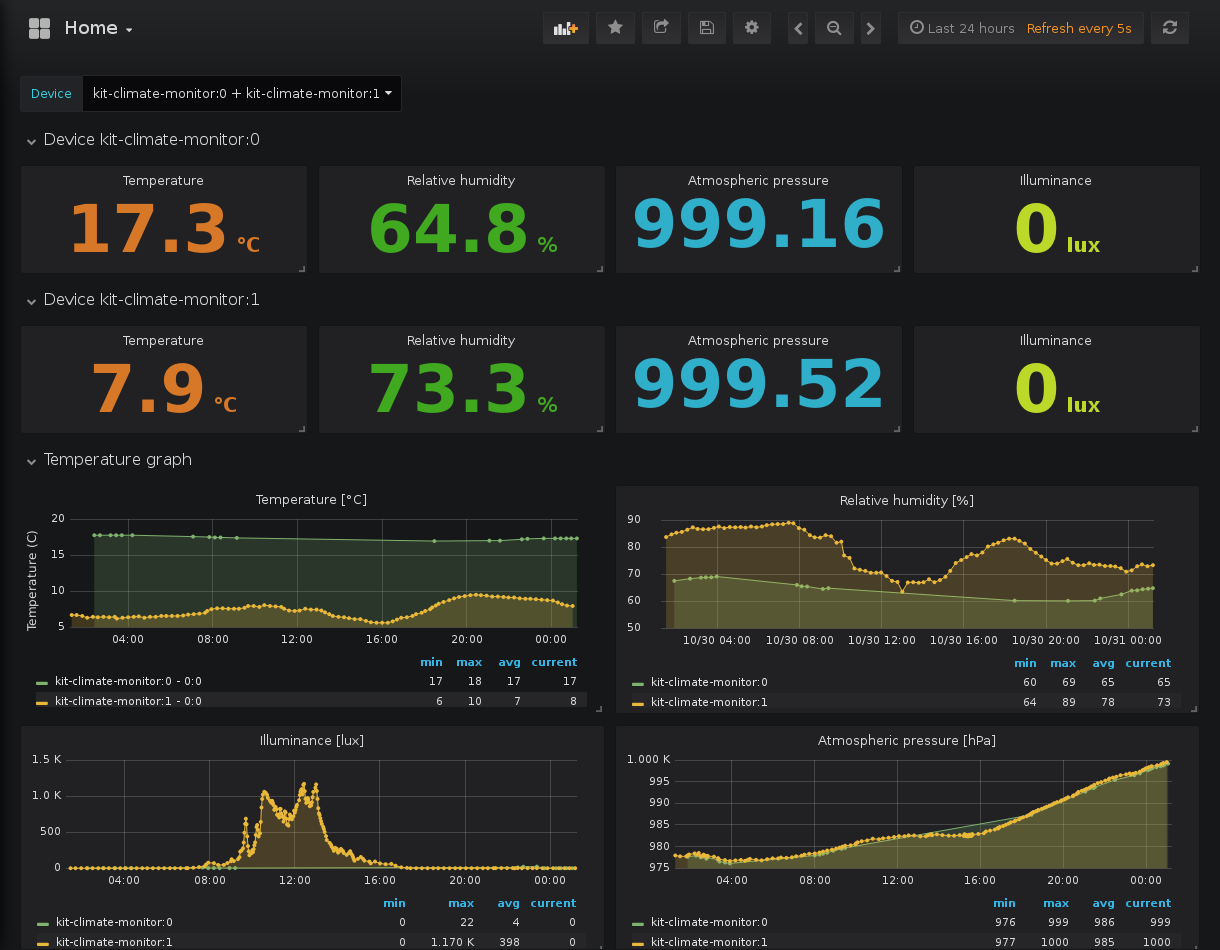 Home
Last 24 hours Refresh every 5s
Device kit-climate-monitor:0 + kit-climate-monitor:1
Device kit-climate-monitor:0
Temperature Relative humidity Atmospheric pressure Illuminance
17.3 °C 64.8 % 999.16 0 lux
Device kit-climate-monitor:1
Temperature Relative humidity Atmospheric pressure Illuminance
7.9 °C 73.3 % 999.52 0 lux
Temperature graph
Temperature [°C]
Temperature (C)
20
15
10
5
04:00 08:00 12:00 16:00 20:00 00:00
min max avg current
kit-climate-monitor:0 - 0:0 17 18 17 17
kit-climate-monitor:1 - 0:0 6 10 7 8
Relative humidity [%]
90
80
70
60
50
10/30 04:00 10/30 08:00 10/30 12:00 10/30 16:00 10/30 20:00 10/31 00:00
min max avg current
kit-climate-monitor:0 60 69 65 65
kit-climate-monitor:1 64 89 78 73
Illuminance [lux]
1.5 K
1.0 K
500
0
04:00 08:00 12:00 16:00 20:00 00:00
min max avg current
kit-climate-monitor:0 0 22 4 0
kit-climate-monitor:1 0 1.170 K 398 0
Atmospheric pressure [hPa]
1.000 K
995
990
985
980
975
04:00 08:00 12:00 16:00 20:00 00:00
min max avg current
kit-climate-monitor:0 976 999 986 999
kit-climate-monitor:1 977 1000 985 1000